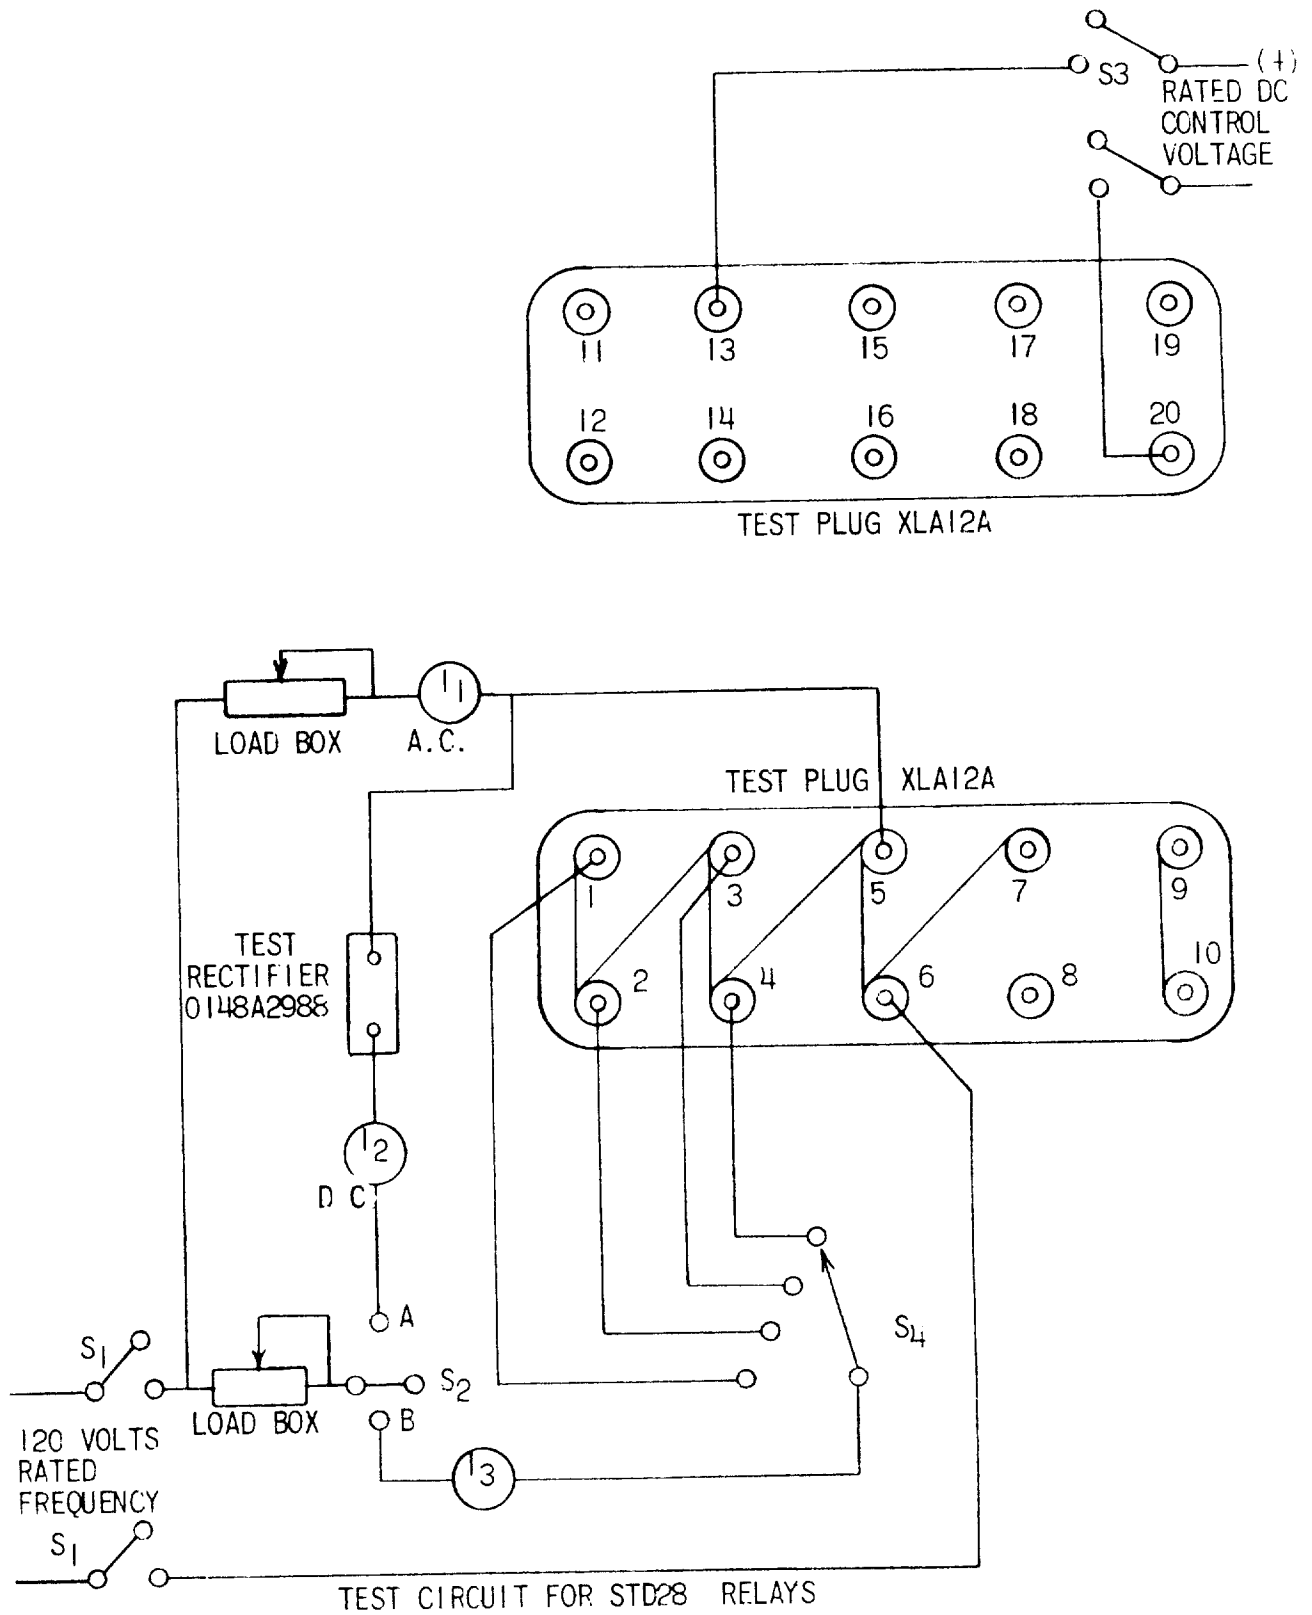 S3
(+)
RATED DC
CONTROL
VOLTAGE
11
13
15
17
19
12
14
16
18
20
TEST PLUG XLA12A
I1
LOAD BOX
A.C.
TEST PLUG XLA12A
1
3
5
7
9
2
4
6
8
10
TEST
RECTIFIER
0148A2988
I2
D C
A
S1
S4
S2
LOAD BOX
B
120 VOLTS
RATED
FREQUENCY
I3
S1
TEST CIRCUIT FOR STD28 RELAYS